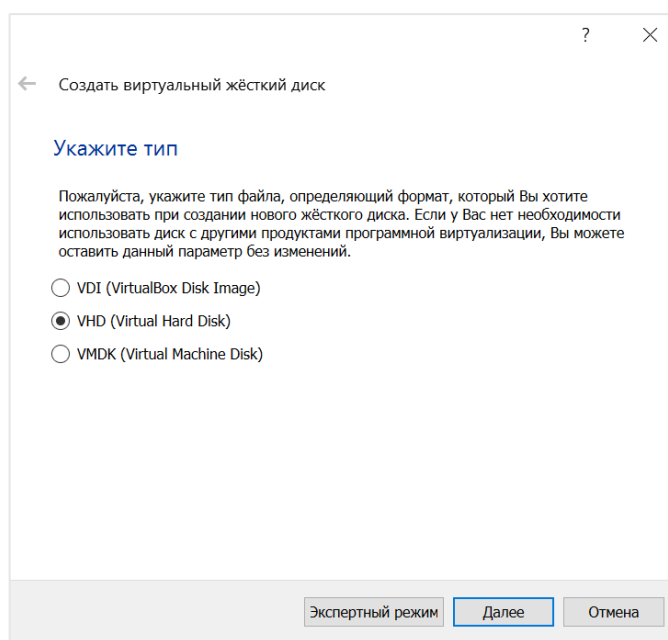 ?
Создать виртуальный жёсткий диск
Укажите тип
Пожалуйста, укажите тип файла, определяющий формат, который Вы хотите
использовать при создании нового жёсткого диска. Если у Вас нет необходимости
использовать диск с другими продуктами программной виртуализации, Вы можете
оставить данный параметр без изменений.
VDI (VirtualBox Disk Image)
VHD (Virtual Hard Disk)
VMDK (Virtual Machine Disk)
Экспертный режим Далее Отмена